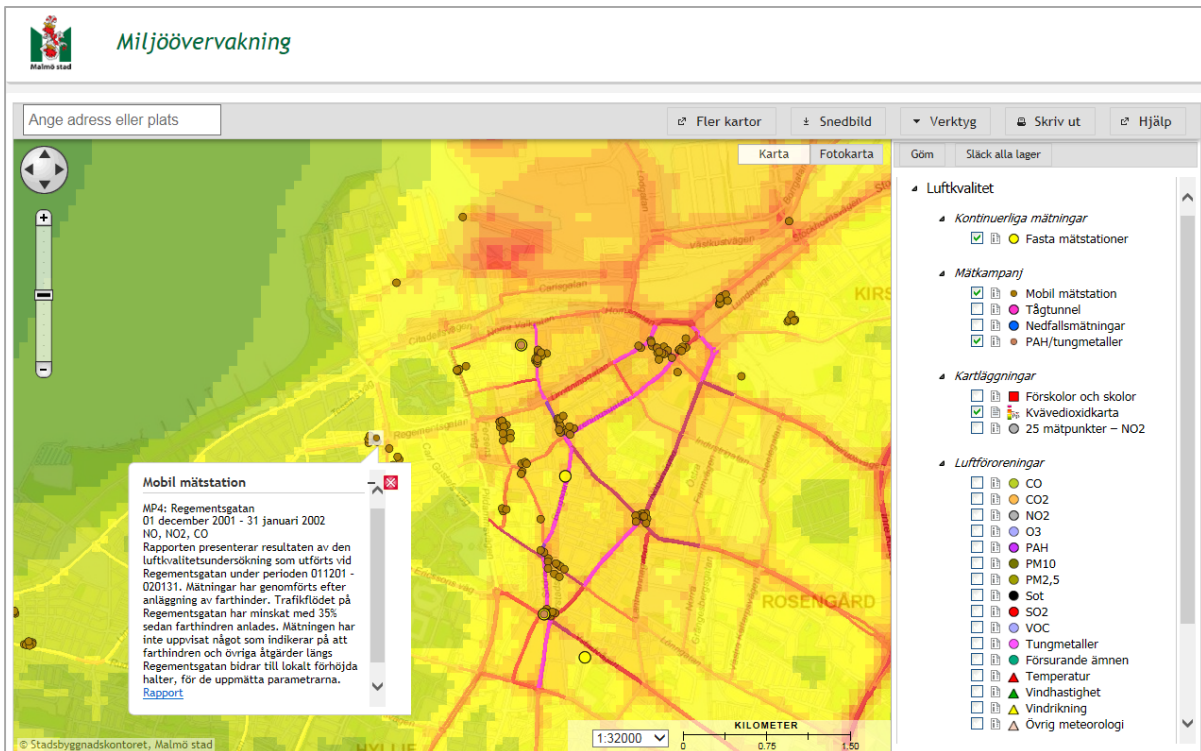 Malmö stad
Miljöövervakning
Ange adress eller plats
Fler kartor
Snedbild
Verktyg
Skriv ut
Hjälp
Karta
Fotokarta
Göm
Släck alla lager
Luftkvalitet
Kontinuerliga mätningar
Fasta mätstationer
Mätkampanj
Mobil mätstation
Tågtunnel
Nedfallsmätningar
PAH/tungmetaller
Kartläggningar
Förskolor och skolor
Kvävedioxidkarta
25 mätpunkter – NO2
Luftföroreningar
CO
CO2
NO2
O3
PAH
PM10
PM2,5
Sot
SO2
VOC
Tungmetaller
Försurande ämnen
Temperatur
Vindhastighet
Vindrikning
Övrig meteorologi
Västkustvägen
Carlsgatan
KIRS
Norra Vallgatan
Citadellsvägen
Regementsgatan
ROSENGÅRD
HYLLIE
Mobil mätstation
MP4: Regementsgatan
01 december 2001 - 31 januari 2002
NO, NO2, CO
Rapporten presenterar resultaten av den
luftkvalitetsundersökning som utförts vid
Regementsgatan under perioden 011201 -
020131. Mätningar har genomförts efter
anläggning av farthinder. Trafikflödet på
Regementsgatan har minskat med 35%
sedan farthindren anlades. Mätningen har
inte uppvisat något som indikerar på att
farthindren och övriga åtgärder längs
Regementsgatan bidrar till lokalt förhöjda
halter, för de uppmätta parametrarna.
Rapport
© Stadsbyggnadskontoret, Malmö stad
1:32000
KILOMETER
0 0.75 1.50